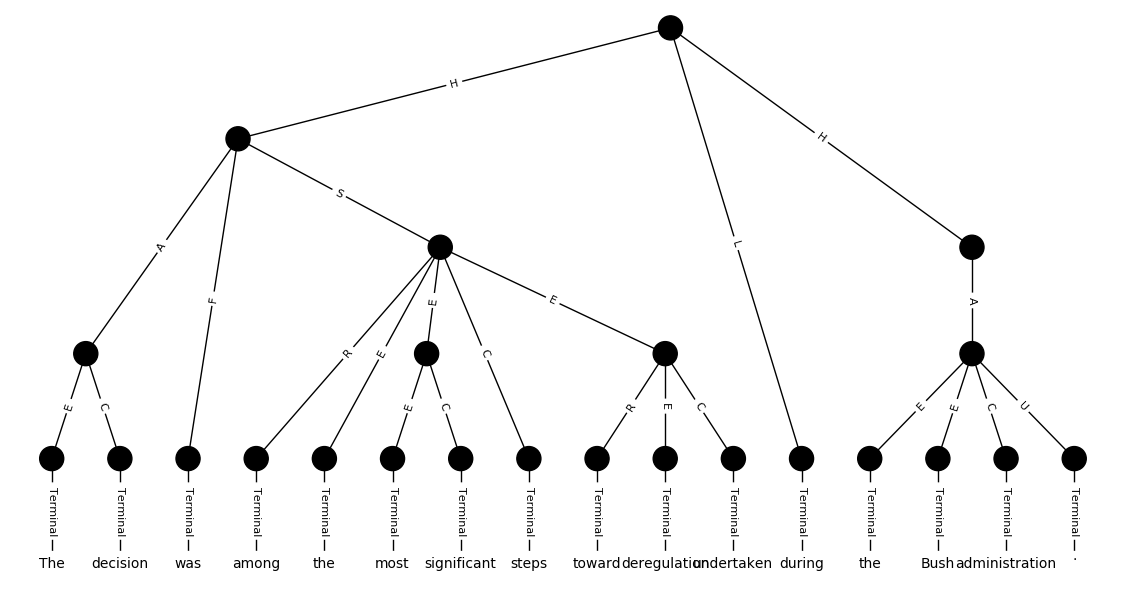 H
H
A
S
L
F
A
R
E
E
C
E
E
C
E
C
R
E
C
E
E
C
U
Terminal Terminal Terminal Terminal Terminal Terminal Terminal Terminal Terminal Terminal Terminal Terminal Terminal Terminal Terminal Terminal
The decision was among the most significant steps toward deregulation undertaken during the Bush administration .